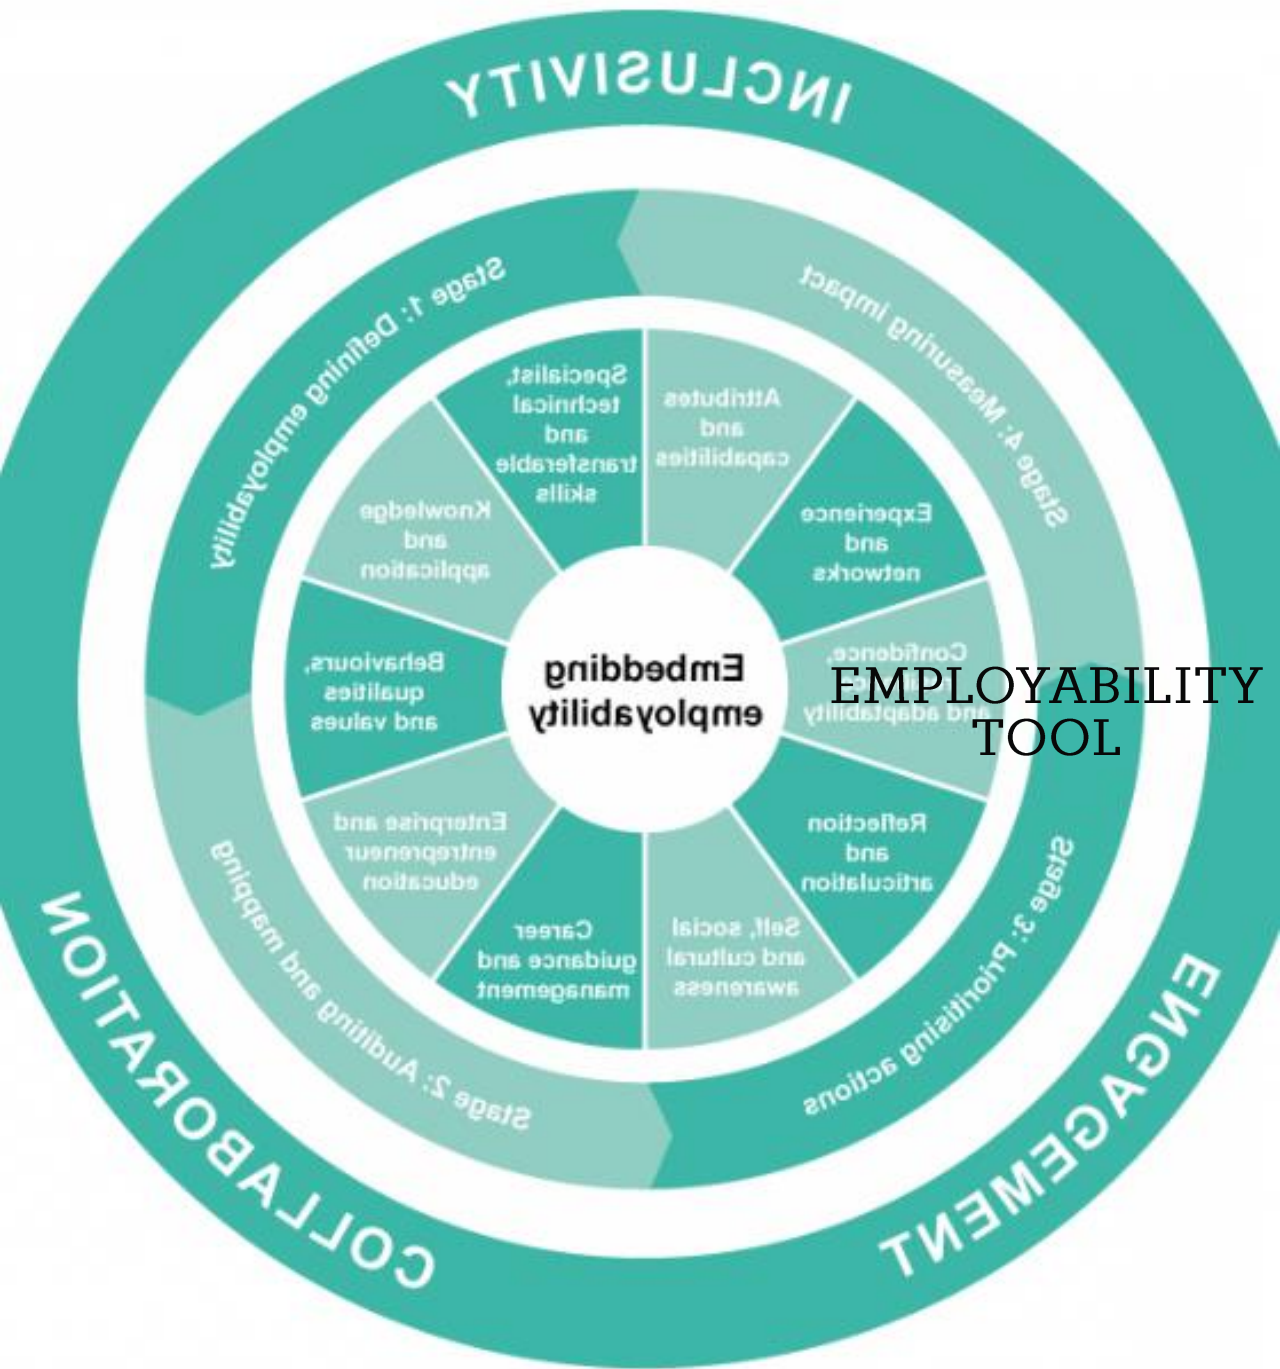 INCLUSIVITY
Stage 1: Defining employability
Stage 4: Measuring impact
Specialist,
technical
and
transferable
skills
Attributes
and
capabilities
Knowledge
and
application
Experience
and
networks
Behaviours,
qualities
and values
Embedding
employability
Confidence,
and adaptability
EMPLOYABILITY
TOOL
Enterprise and
entrepreneur
education
Reflection
and
articulation
Career
guidance and
management
Self, social
and cultural
awareness
Stage 2: Auditing and mapping
Stage 3: Prioritising actions
COLLABORATION
ENGAGEMENT